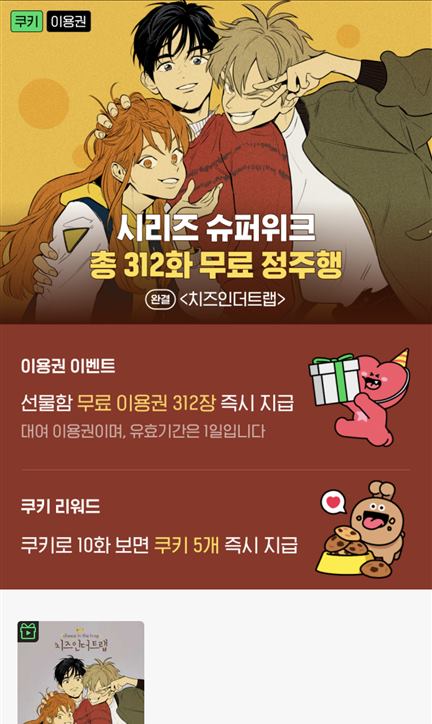 쿠키 이용권
시리즈 슈퍼위크
총 312화 무료 정주행
완결 <치즈인더트랩>
이용권 이벤트
선물함 무료 이용권 312장 즉시 지급
대여 이용권이며, 유효기간은 1일입니다
쿠키 리워드
쿠키로 10화 보면 쿠키 5개 즉시 지급
cheese in the trap
치즈인더트랩